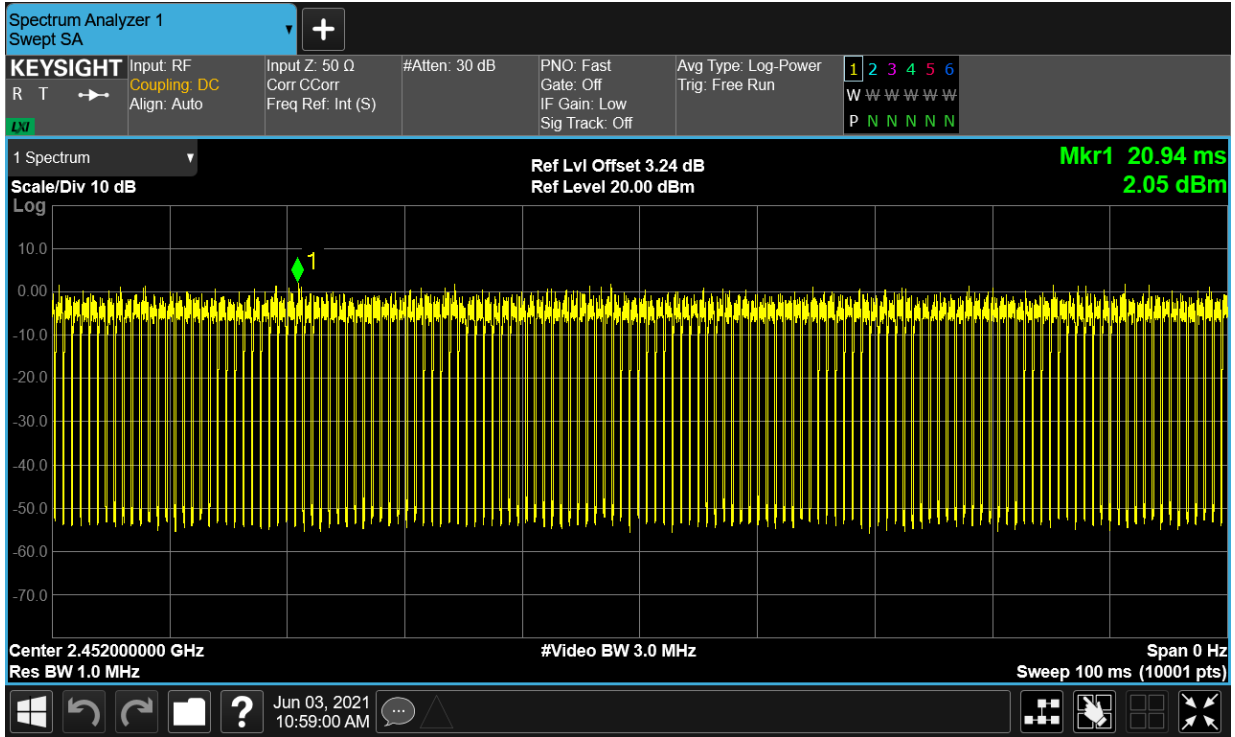 Spectrum Analyzer 1
Swept SA
KEYSIGHT
R T
LXI
Input: RF
Coupling: DC
Align: Auto
Input Z: 50 Ω
Corr CCorr
Freq Ref: Int (S)
#Atten: 30 dB
PNO: Fast
Gate: Off
IF Gain: Low
Sig Track: Off
Avg Type: Log-Power
Trig: Free Run
1 2 3 4 5 6
W W W W W W
P N N N N N
1 Spectrum
Scale/Div 10 dB
Ref Lvl Offset 3.24 dB
Ref Level 20.00 dBm
Mkr1 20.94 ms
2.05 dBm
Log
1
10.0
0.00
-10.0
-20.0
-30.0
-40.0
-50.0
-60.0
-70.0
Center 2.452000000 GHz
#Video BW 3.0 MHz
Span 0 Hz
Res BW 1.0 MHz
Sweep 100 ms (10001 pts)
?
Jun 03, 2021
10:59:00 AM